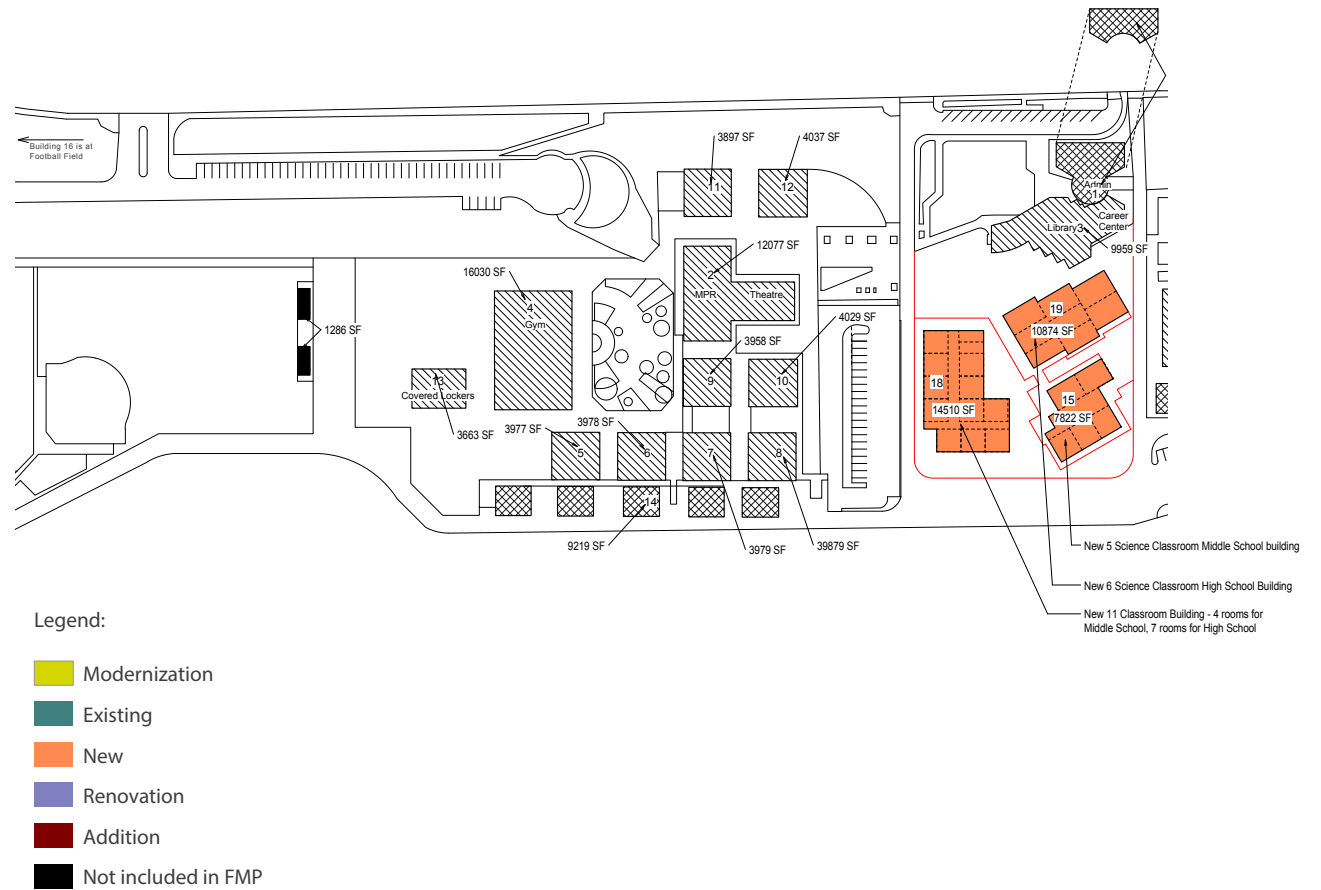 Building 16 is at
Football Field
3897 SF
4037 SF
11
12
Admin
1
Career
Center
Library3
9959 SF
12077 SF
2
MPR
Theatre
16030 SF
4
Gym
1286 SF
4029 SF
3958 SF
9
10
13
Covered Lockers
3663 SF
3977 SF
3978 SF
5
6
7
8
14
9219 SF
3979 SF
39879 SF
19
10874 SF
18
14510 SF
15
7822 SF
New 5 Science Classroom Middle School building
New 6 Science Classroom High School Building
New 11 Classroom Building - 4 rooms for
Middle School, 7 rooms for High School
Legend:
Modernization
Existing
New
Renovation
Addition
Not included in FMP